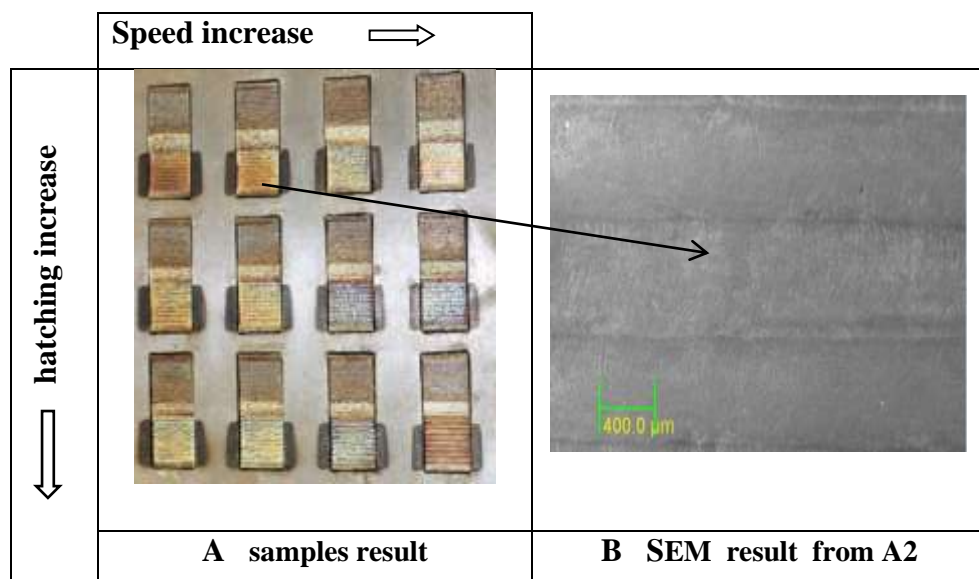 Speed increase
hatching increase
400.0 µm
A samples result
B SEM result from A2